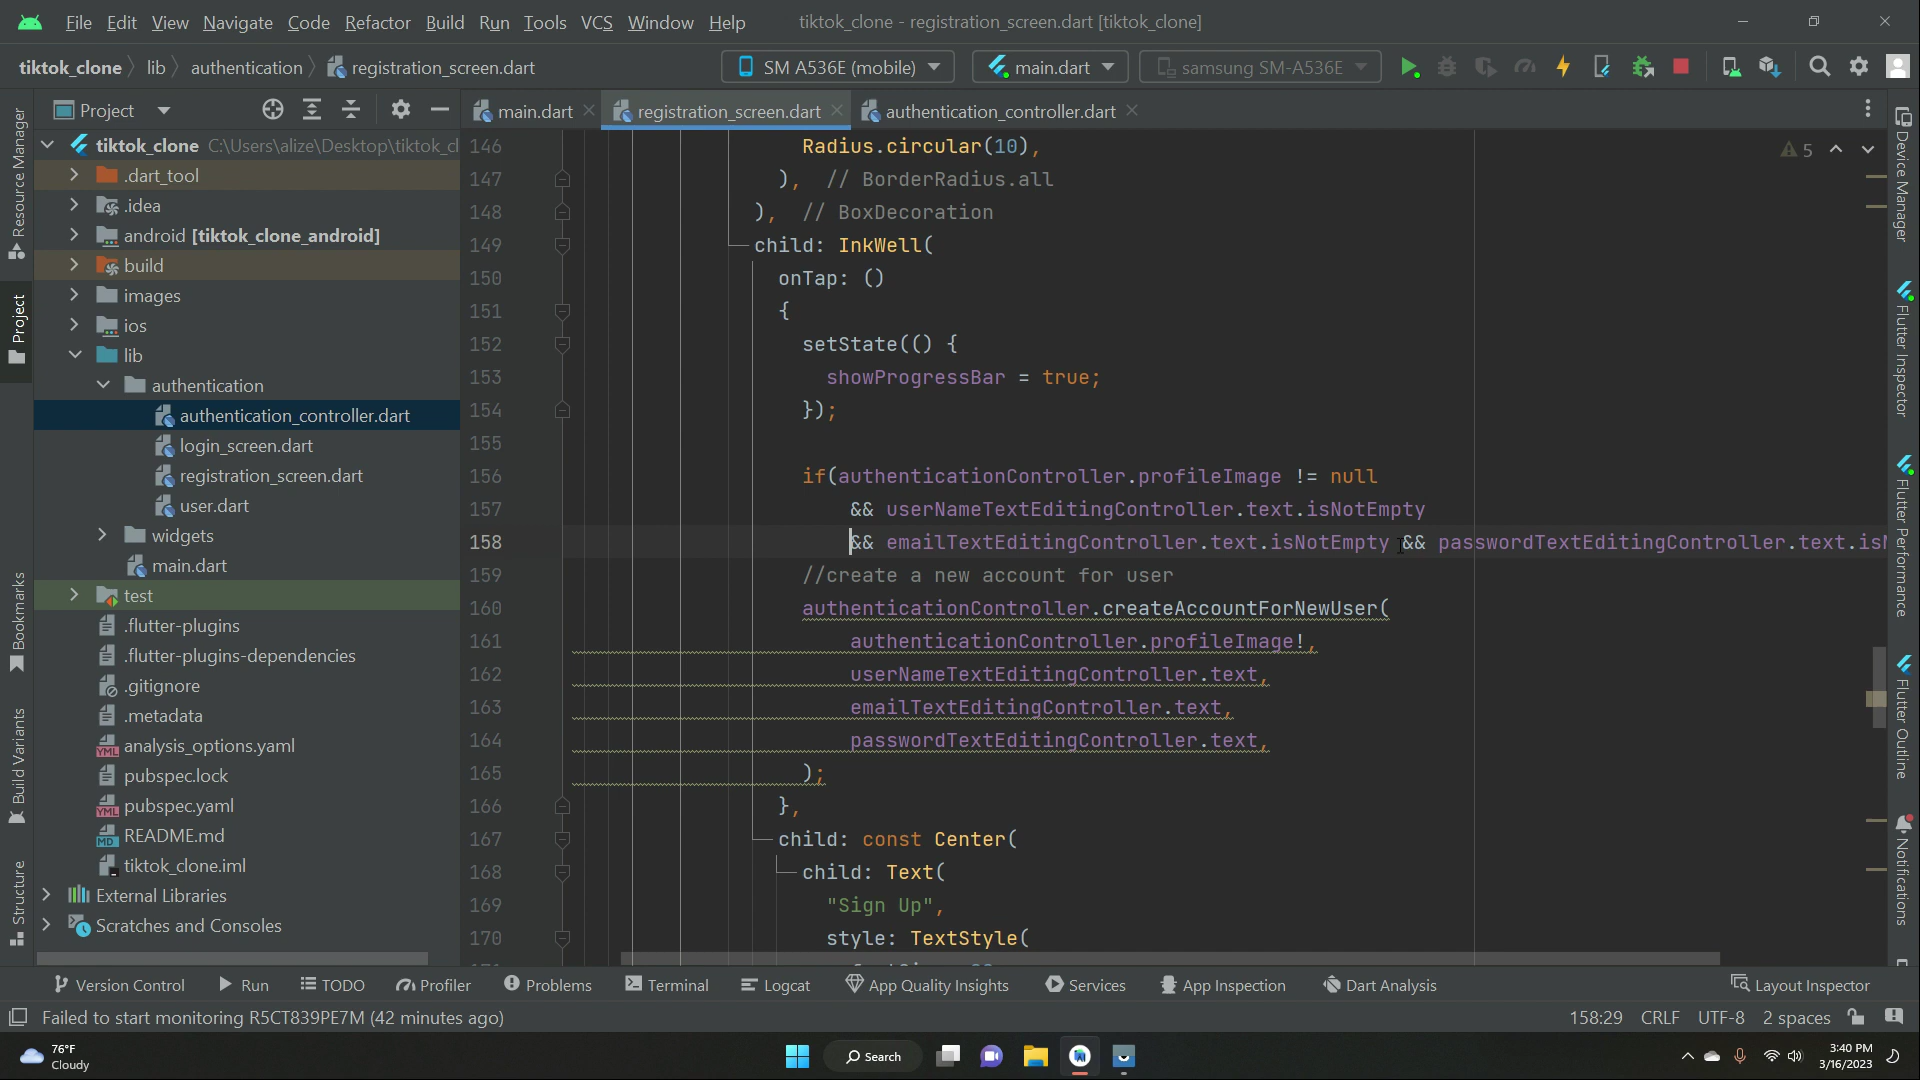 File Edit View Navigate Code Refactor Build Run Tools VCS Window Help tiktok_clone - registration_screen.dart [tiktok_clone]
tiktok_clone lib authentication registration_screen.dart SM A536E (mobile) main.dart samsung SM-A536E
Project main.dart registration_screen.dart authentication_controller.dart
tiktok_clone C:\Users\alize\Desktop\tiktok_cl
.dart_tool
.idea
android [tiktok_clone_android]
build
images
ios
lib
authentication
authentication_controller.dart
login_screen.dart
registration_screen.dart
user.dart
widgets
main.dart
test
.flutter-plugins
.flutter-plugins-dependencies
.gitignore
.metadata
analysis_options.yaml
pubspec.lock
pubspec.yaml
README.md
tiktok_clone.iml
External Libraries
Scratches and Consoles
Resource Manager
Project
Bookmarks
Build Variants
Structure
5
146 Radius.circular(10),
147 ), // BorderRadius.all
148 ), // BoxDecoration
149 child: InkWell(
150 onTap: ()
151 {
152 setState(() {
153 showProgressBar = true;
154 });
155
156 if(authenticationController.profileImage != null
157 && userNameTextEditingController.text.isNotEmpty
158 && emailTextEditingController.text.isNotEmpty && passwordTextEditingController.text.isN
159 //create a new account for user
160 authenticationController.createAccountForNewUser(
161 authenticationController.profileImage!,
162 userNameTextEditingController.text,
163 emailTextEditingController.text,
164 passwordTextEditingController.text,
165 );
166 },
167 child: const Center(
168 child: Text(
169 "Sign Up",
170 style: TextStyle(
Device Manager
Flutter Inspector
Flutter Performance
Flutter Outline
Notifications
Version Control Run TODO Profiler Problems Terminal Logcat App Quality Insights Services App Inspection Dart Analysis Layout Inspector
Failed to start monitoring R5CT839PE7M (42 minutes ago) 158:29 CRLF UTF-8 2 spaces
76°F
Cloudy
Search
3:40 PM
3/16/2023